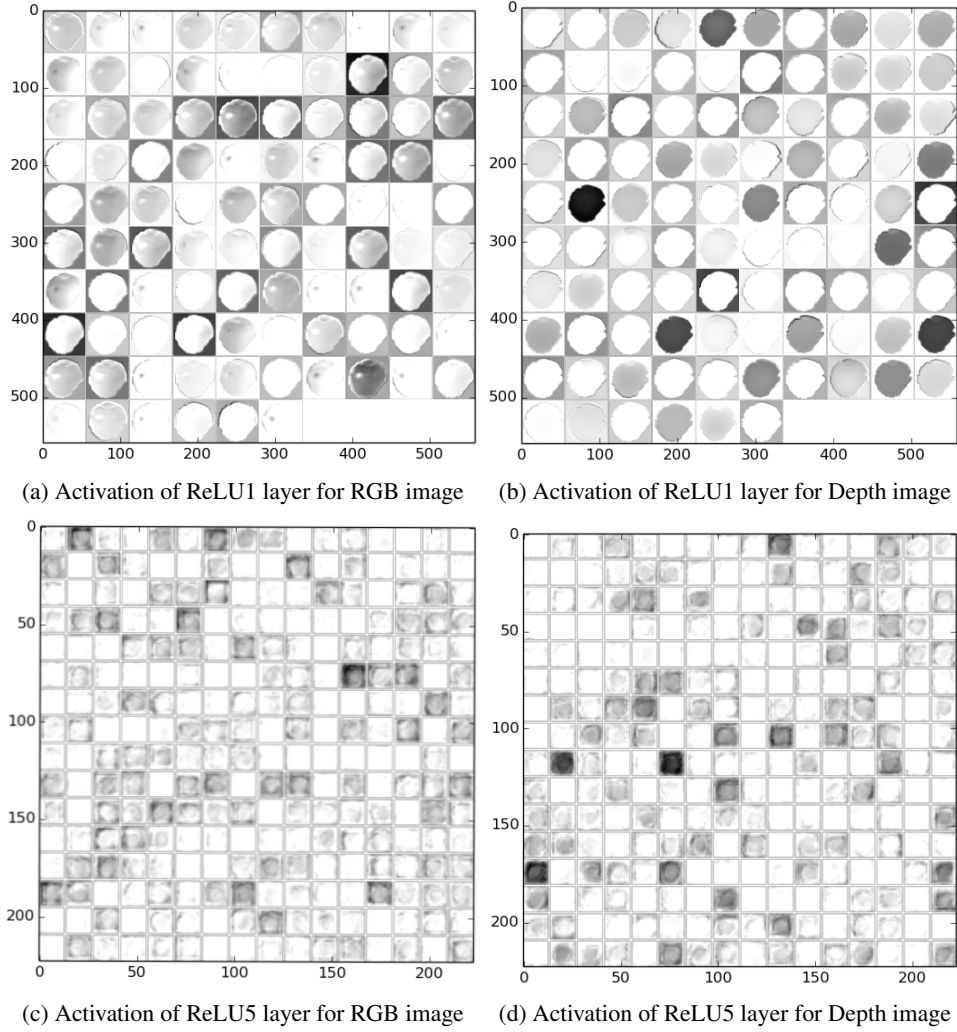 0
100
200
300
400
500
0 100 200 300 400 500
(a) Activation of ReLU1 layer for RGB image
0
100
200
300
400
500
0 100 200 300 400 500
(b) Activation of ReLU1 layer for Depth image
0
50
100
150
200
0 50 100 150 200
(c) Activation of ReLU5 layer for RGB image
0
50
100
150
200
0 50 100 150 200
(d) Activation of ReLU5 layer for Depth image